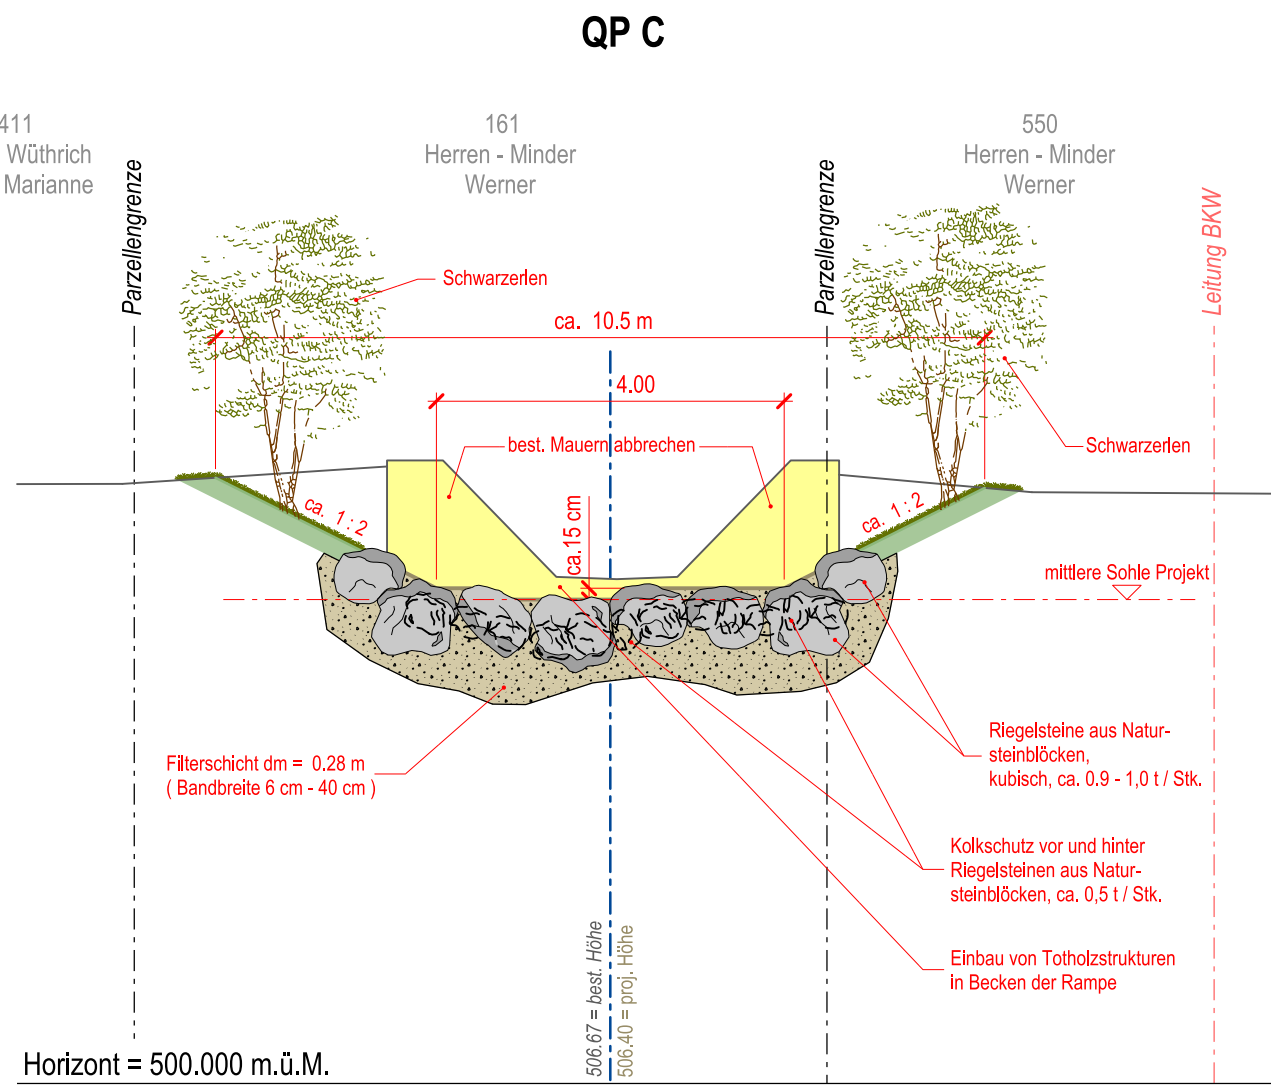 QP C
411
Wüthrich
Marianne
161
Herren - Minder
Werner
550
Herren - Minder
Werner
Parzellengrenze
Parzellengrenze
Leitung BKW
Schwarzerlen
ca. 10.5 m
4.00
best. Mauern abbrechen
Schwarzerlen
ca. 1 : 2
ca. 1 : 2
ca.15 cm
mittlere Sohle Projekt
Filterschicht dm = 0.28 m
( Bandbreite 6 cm - 40 cm )
Riegelsteine aus Natur-
steinblöcken,
kubisch, ca. 0.9 - 1,0 t / Stk.
Kolkschutz vor und hinter
Riegelsteinen aus Natur-
steinblöcken, ca. 0,5 t / Stk.
Einbau von Totholzstrukturen
in Becken der Rampe
506.67 = best. Höhe
506.40 = proj. Höhe
Horizont = 500.000 m.ü.M.